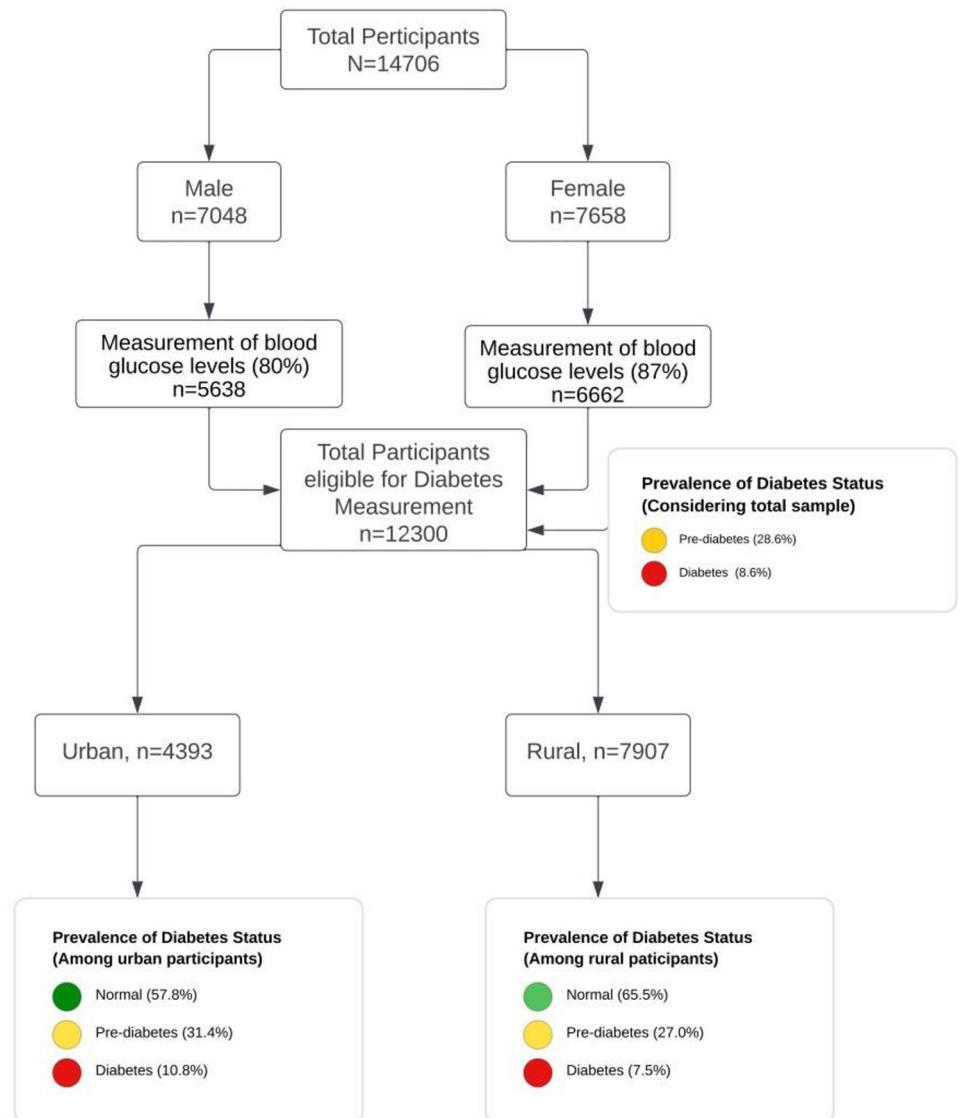 Total Perticipants
N=14706
Male
n=7048
Female
n=7658
Measurement of blood
glucose levels (80%)
n=5638
Measurement of blood
glucose levels (87%)
n=6662
Total Participants
eligible for Diabetes
Measurement
n=12300
Prevalence of Diabetes Status
(Considering total sample)
Pre-diabetes (28.6%)
Diabetes (8.6%)
Urban, n=4393
Rural, n=7907
Prevalence of Diabetes Status
(Among urban participants)
Normal (57.8%)
Pre-diabetes (31.4%)
Diabetes (10.8%)
Prevalence of Diabetes Status
(Among rural paticipants)
Normal (65.5%)
Pre-diabetes (27.0%)
Diabetes (7.5%)